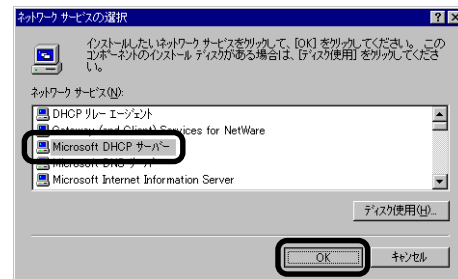 ネットワーク サービスの選択
インストールしたいネットワーク サービスをクリックして、[OK] をクリックしてください。この
コンポーネントのインストール ディスクがある場合は、[ディスク使用] をクリックしてくださ
い。
ネットワーク サービス(N):
DHCP リレー エージェント
Gateway (and Client) Services for NetWare
Microsoft DHCP サーバー
Microsoft DNS サーバー
Microsoft Internet Information Server
ディスク使用(H)...
OK
キャンセル